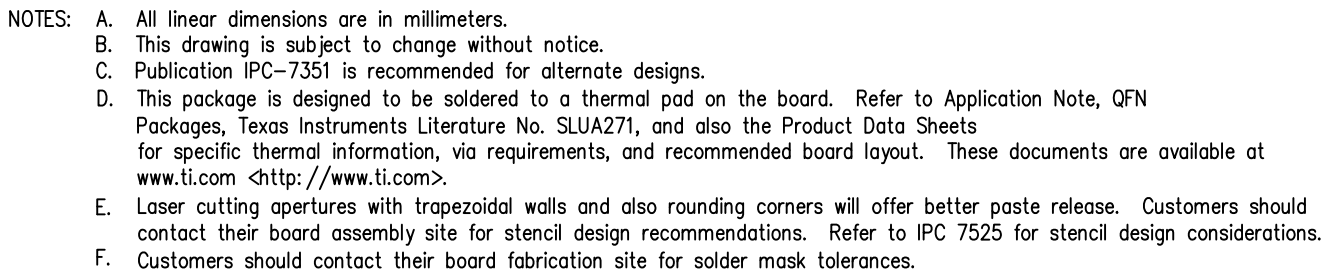 NOTES: A. All linear dimensions are in millimeters.
B. This drawing is subject to change without notice.
C. Publication IPC-7351 is recommended for alternate designs.
D. This package is designed to be soldered to a thermal pad on the board. Refer to Application Note, QFN
Packages, Texas Instruments Literature No. SLUA271, and also the Product Data Sheets
for specific thermal information, via requirements, and recommended board layout. These documents are available at
www.ti.com <http: //www.ti.com>.
E. Laser cutting apertures with trapezoidal walls and also rounding corners will offer better paste release. Customers should
contact their board assembly site for stencil design recommendations. Refer to IPC 7525 for stencil design considerations.
F. Customers should contact their board fabrication site for solder mask tolerances.